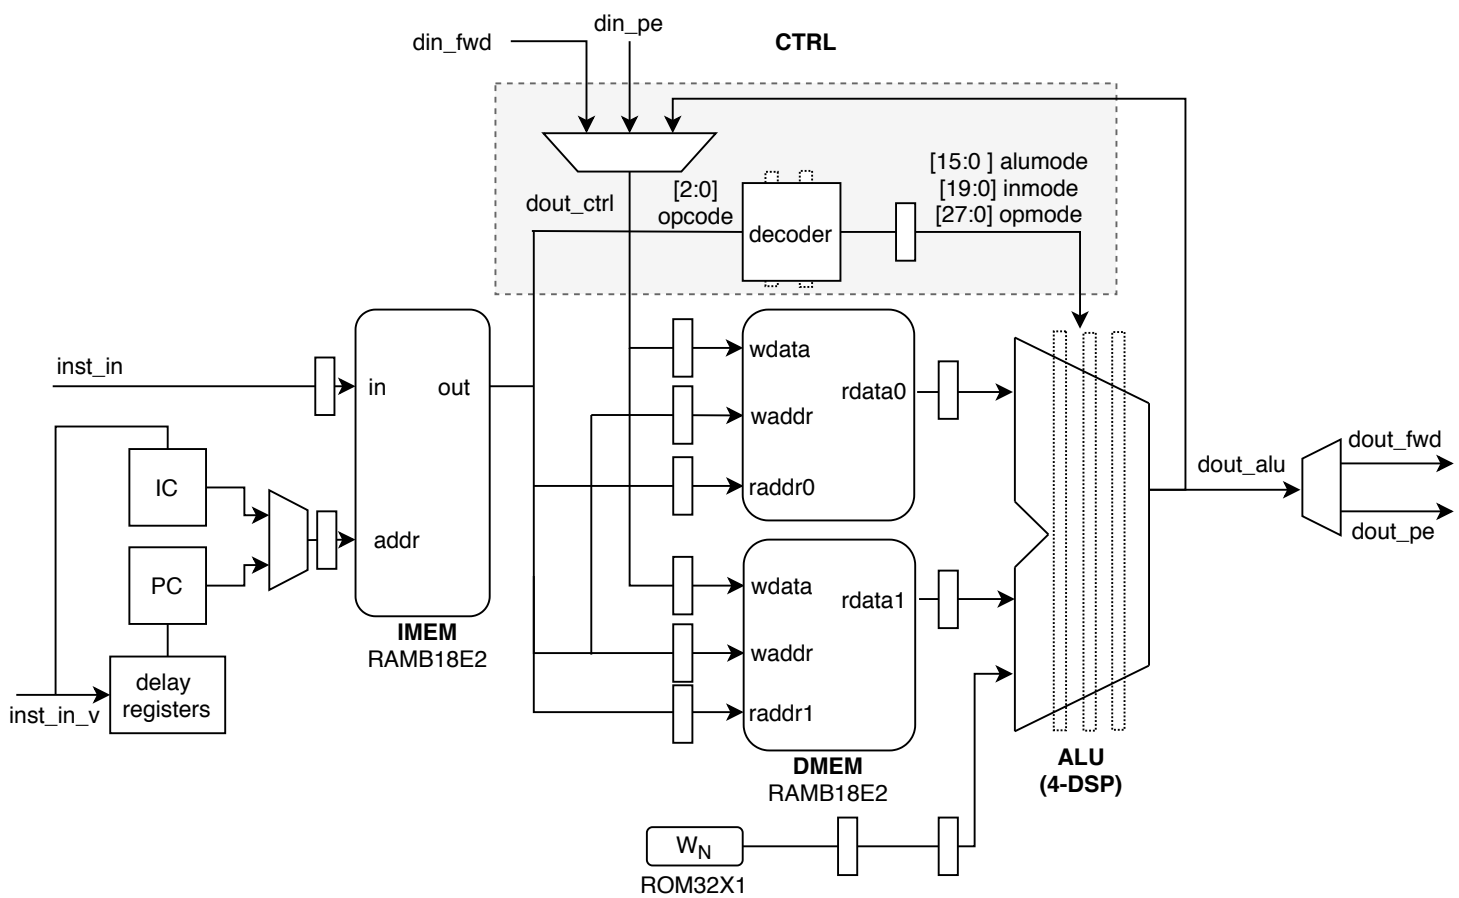 din_fwd
din_pe
CTRL
dout_ctrl
[2:0]
opcode
decoder
[15:0 ] alumode
[19:0] inmode
[27:0] opmode
inst_in
in
out
addr
IC
PC
delay
registers
inst_in_v
IMEM
RAMB18E2
wdata
waddr
raddr0
rdata0
wdata
waddr
raddr1
rdata1
DMEM
RAMB18E2
WN
ROM32X1
ALU
(4-DSP)
dout_alu
dout_fwd
dout_pe